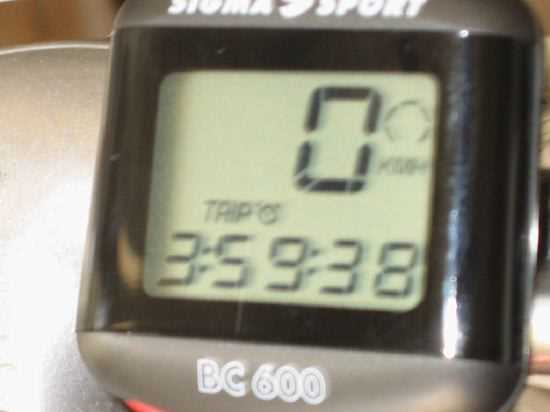 SIGMA SPORT
0
KMH
TRIP
3:59:38
BC 600